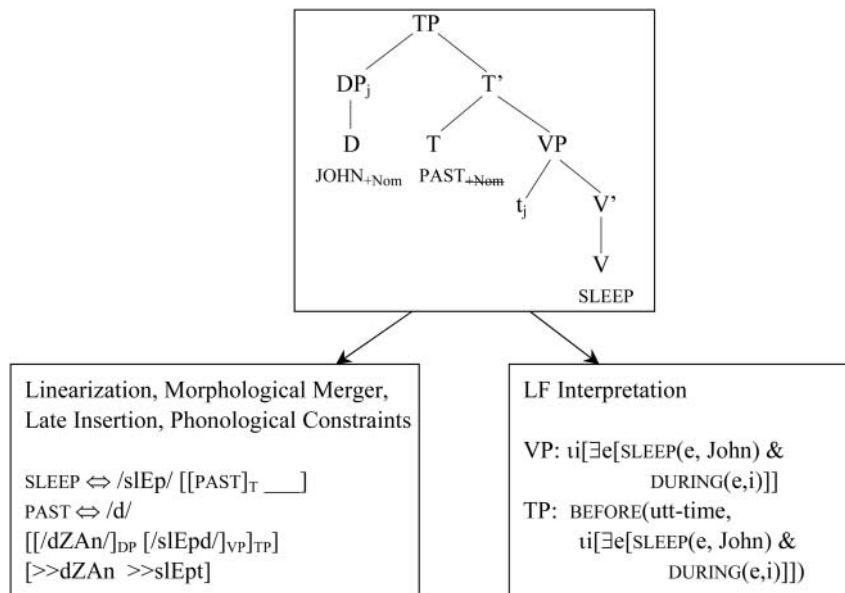 TP
DPj T’
D T VP
JOHN+Nom PAST+Nom
tj V’
V
SLEEP
Linearization, Morphological Merger,
Late Insertion, Phonological Constraints
SLEEP ⇔ /slEp/ [[PAST]T ___]
PAST ⇔ /d/
[[/dZAn/]DP [/slEpd/]VP]TP]
[>>dZAn >>slEpt]
LF Interpretation
VP: ιi[∃e[SLEEP(e, John) &
DURING(e,i)]]
TP: BEFORE(utt-time,
ιi[∃e[SLEEP(e, John) &
DURING(e,i)]])